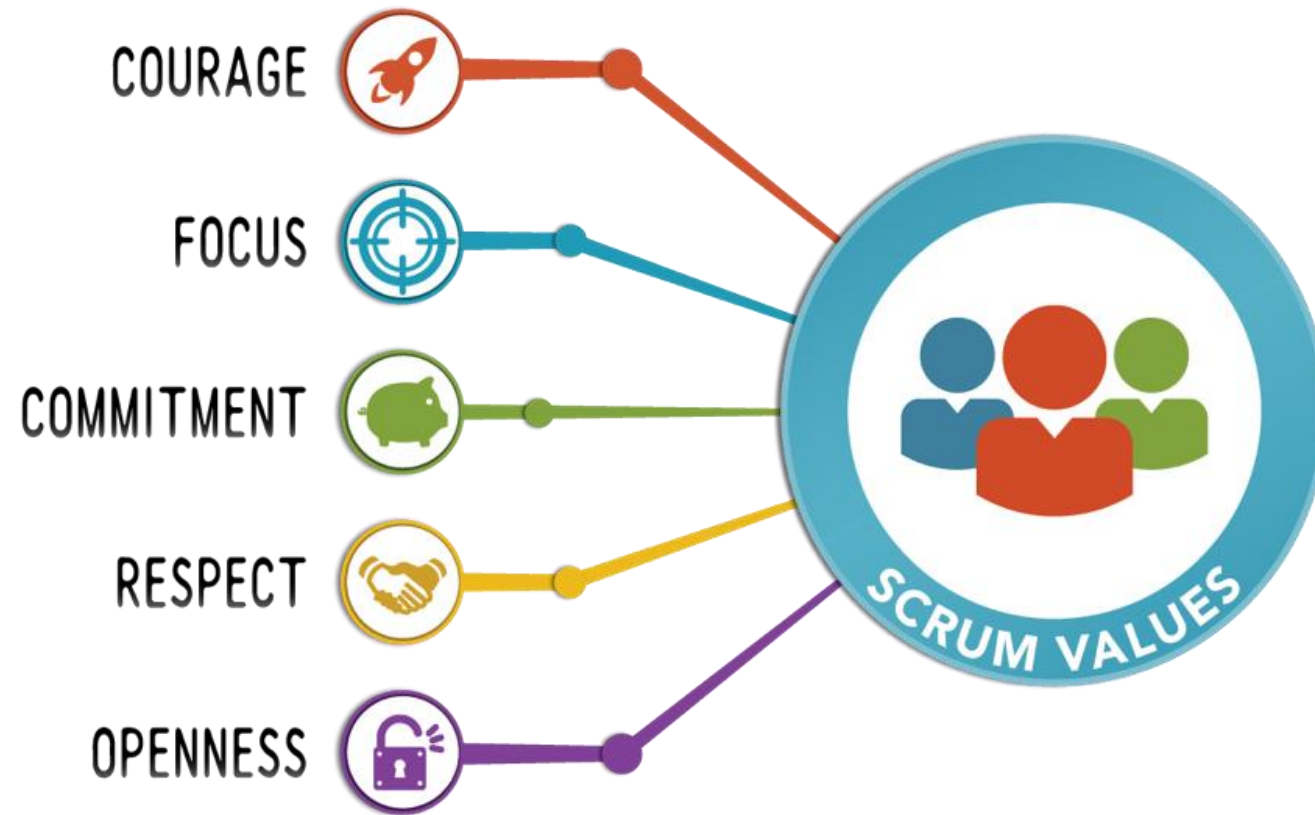 COURAGE
FOCUS
COMMITMENT
RESPECT
OPENNESS
SCRUM VALUES